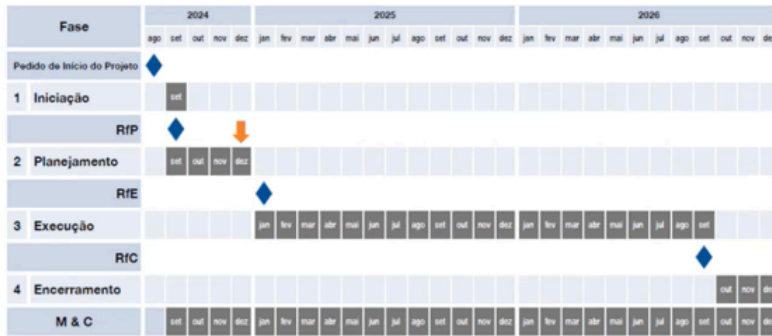 Fase
2024 2025 2026
ago set out nov dez jan fev mar abr mai jun jul ago set out nov dez jan fev mar abr mai jun jul ago set out nov dez
Pedido de Início do Projeto
1 Iniciação set
RfP
2 Planejamento set out nov dez
RfE
3 Execução jan fev mar abr mai jun jul ago set out nov dez jan fev mar abr mai jun jul ago set
RfC
4 Encerramento out nov dez
M & C set out nov dez jan fev mar abr mai jun jul ago set out nov dez jan fev mar abr mai jun jul ago set out nov dez